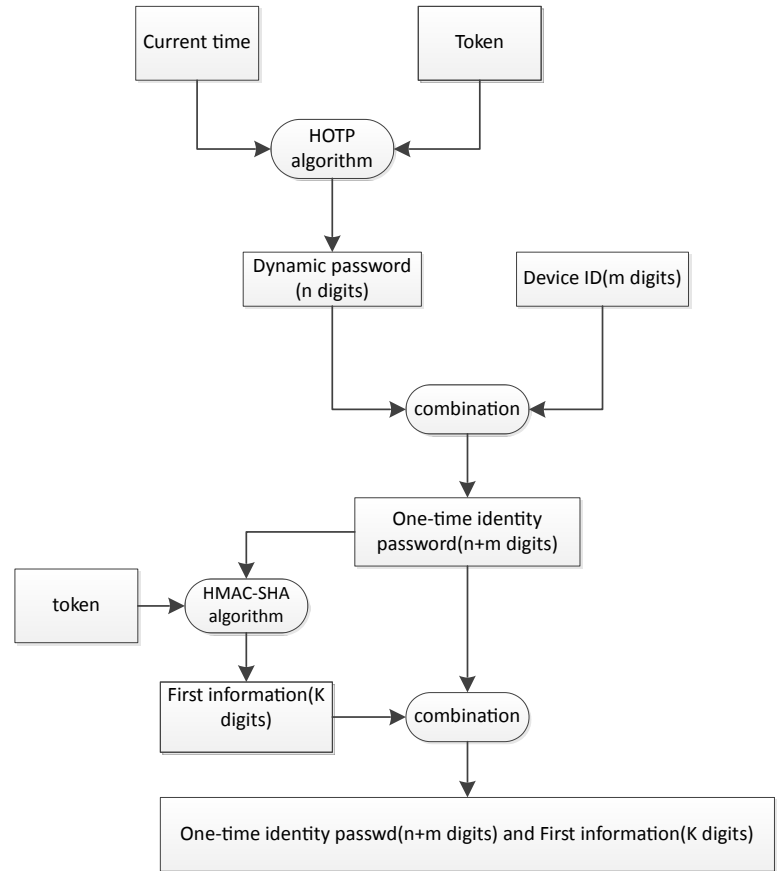 Current time
Token
HOTP
algorithm
Dynamic password
(n digits)
Device ID(m digits)
combination
One-time identity
password(n+m digits)
token
HMAC-SHA
algorithm
First information(K
digits)
combination
One-time identity passwd(n+m digits) and First information(K digits)